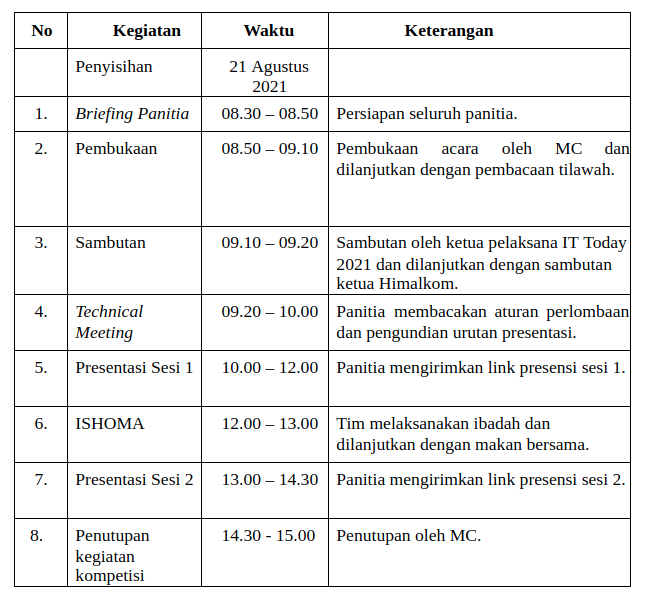 No Kegiatan Waktu Keterangan
Penyisihan 21 Agustus
2021
1. Briefing Panitia 08.30 – 08.50 Persiapan seluruh panitia.
2. Pembukaan 08.50 – 09.10 Pembukaan acara oleh MC dan
dilanjutkan dengan pembacaan tilawah.
3. Sambutan 09.10 – 09.20 Sambutan oleh ketua pelaksana IT Today
2021 dan dilanjutkan dengan sambutan
ketua Himalkom.
4. Technical 09.20 – 10.00 Panitia membacakan aturan perlombaan
Meeting dan pengundian urutan presentasi.
5. Presentasi Sesi 1 10.00 – 12.00 Panitia mengirimkan link presensi sesi 1.
6. ISHOMA 12.00 – 13.00 Tim melaksanakan ibadah dan
dilanjutkan dengan makan bersama.
7. Presentasi Sesi 2 13.00 – 14.30 Panitia mengirimkan link presensi sesi 2.
8. Penutupan 14.30 - 15.00 Penutupan oleh MC.
kegiatan
kompetisi